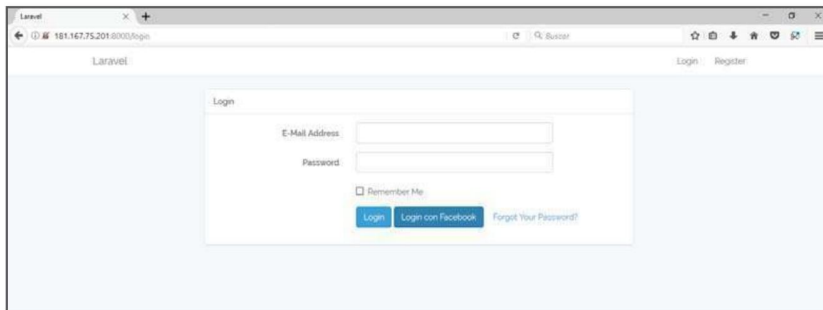 Laravel
181.167.75.201:8000/login
Buscar
Laravel
Login Register
Login
E-Mail Address
Password
Remember Me
Login Login con Facebook Forgot Your Password?